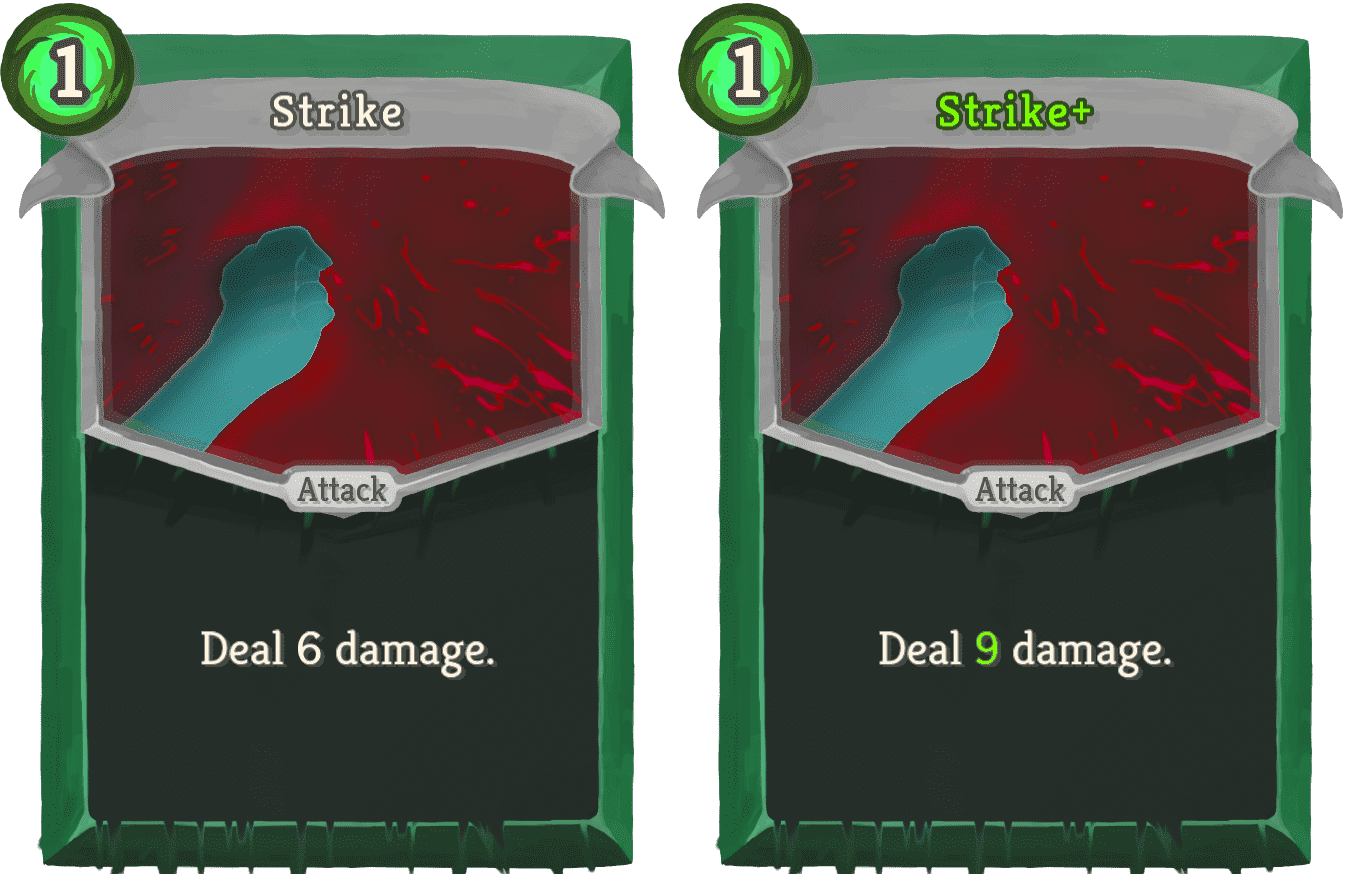 1
Strike
Attack
Deal 6 damage.
1
Strike+
Attack
Deal 9 damage.